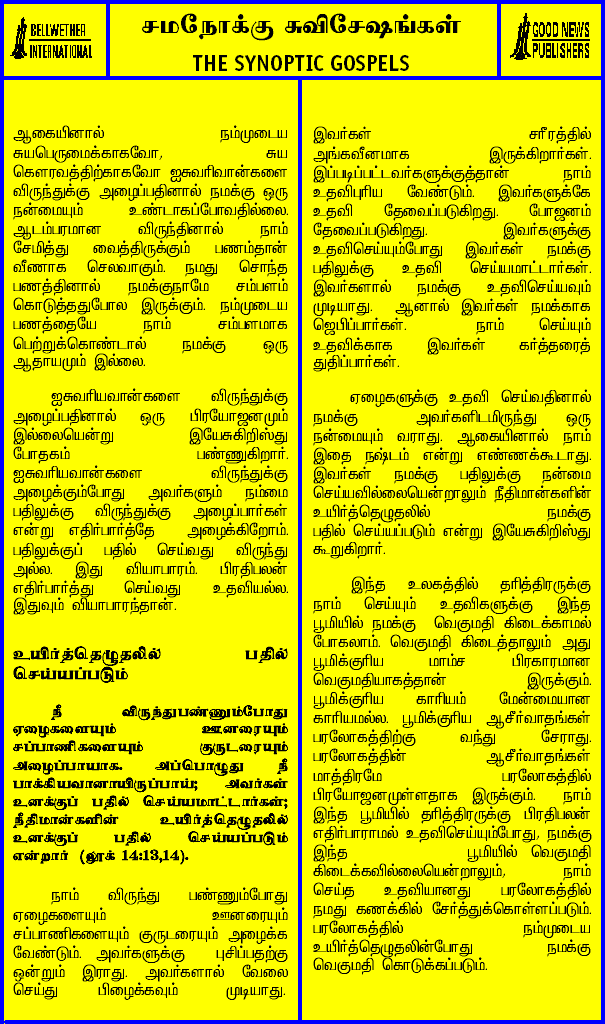 BELLWETHER
INTERNATIONAL
சமநோக்கு சுவிசேஷங்கள்
THE SYNOPTIC GOSPELS
GOOD NEWS
PUBLISHERS
ஆகையினால் நம்முடைய
சுயபெருமைக்காகவோ, சுய
கௌரவத்திற்காகவோ ஐசுவரிவான்களை
விருந்துக்கு அழைப்பதினால் நமக்கு ஒரு
நன்மையும் உண்டாகப்போவதில்லை.
ஆடம்பரமான விருந்தினால் நாம்
சேமித்து வைத்திருக்கும் பணம்தான்
வீணாக செலவாகும். நமது சொந்த
பணத்தினால் நமக்குநாமே சம்பளம்
கொடுத்ததுபோல இருக்கும். நம்முடைய
பணத்தையே நாம் சம்பளமாக
பெற்றுக்கொண்டால் நமக்கு ஒரு
ஆதாயமும் இல்லை.
ஐசுவரியவான்களை விருந்துக்கு
அழைப்பதினால் ஒரு பிரயோஜனமும்
இல்லையென்று இயேசுகிறிஸ்து
போதகம் பண்ணுகிறார்.
ஐசுவரியவான்களை விருந்துக்கு
அழைக்கும்போது அவர்களும் நம்மை
பதிலுக்கு விருந்துக்கு அழைப்பார்கள்
என்று எதிர்பார்த்தே அழைக்கிறோம்.
பதிலுக்குப் பதில் செய்வது விருந்து
அல்ல. இது வியாபாரம். பிரதிபலன்
எதிர்பார்த்து செய்வது உதவியல்ல.
இதுவும் வியாபாரந்தான்.
உயிர்த்தெழுதலில் பதில்
செய்யப்படும்
நீ விருந்துபண்ணும்போது
ஏழைகளையும் ஊனரையும்
சப்பாணிகளையும் குருடரையும்
அழைப்பாயாக. அப்பொழுது நீ
பாக்கியவானாயிருப்பாய்; அவர்கள்
உனக்குப் பதில் செய்யமாட்டார்கள்;
நீதிமான்களின் உயிர்த்தெழுதலில்
உனக்குப் பதில் செய்யப்படும்
என்றார் (லூக் 14:13,14).
நாம் விருந்து பண்ணும்போது
ஏழைகளையும் ஊனரையும்
சப்பாணிகளையும் குருடரையும் அழைக்க
வேண்டும். அவர்களுக்கு புசிப்பதற்கு
ஒன்றும் இராது. அவர்களால் வேலை
செய்து பிழைக்கவும் முடியாது.
இவர்கள் சரீரத்தில்
அங்கவீனமாக இருக்கிறார்கள்.
இப்படிப்பட்டவர்களுக்குத்தான் நாம்
உதவிபுரிய வேண்டும். இவர்களுக்கே
உதவி தேவைப்படுகிறது. போஜனம்
தேவைப்படுகிறது. இவர்களுக்கு
உதவிசெய்யும்போது இவர்கள் நமக்கு
பதிலுக்கு உதவி செய்யமாட்டார்கள்.
இவர்களால் நமக்கு உதவிசெய்யவும்
முடியாது. ஆனால் இவர்கள் நமக்காக
ஜெபிப்பார்கள். நாம் செய்யும்
உதவிக்காக இவர்கள் கர்த்தரைத்
துதிப்பார்கள்.
ஏழைகளுக்கு உதவி செய்வதினால்
நமக்கு அவர்களிடமிருந்து ஒரு
நன்மையும் வராது. ஆகையினால் நாம்
இதை நஷ்டம் என்று எண்ணக்கூடாது.
இவர்கள் நமக்கு பதிலுக்கு நன்மை
செய்யவில்லையென்றாலும் நீதிமான்களின்
உயிர்த்தெழுதலில் நமக்கு
பதில் செய்யப்படும் என்று இயேசுகிறிஸ்து
கூறுகிறார்.
இந்த உலகத்தில் தரித்திரருக்கு
நாம் செய்யும் உதவிகளுக்கு இந்த
பூமியில் நமக்கு வெகுமதி கிடைக்காமல்
போகலாம். வெகுமதி கிடைத்தாலும் அது
பூமிக்குரிய மாம்ச பிரகாரமான
வெகுமதியாகத்தான் இருக்கும்.
பூமிக்குரிய காரியம் மேன்மையான
காரியமல்ல. பூமிக்குரிய ஆசீர்வாதங்கள்
பரலோகத்திற்கு வந்து சேராது.
பரலோகத்தின் ஆசீர்வாதங்கள்
மாத்திரமே பரலோகத்தில்
பிரயோஜனமுள்ளதாக இருக்கும். நாம்
இந்த பூமியில் தரித்திரருக்கு பிரதிபலன்
எதிர்பாராமல் உதவிசெய்யும்போது, நமக்கு
இந்த பூமியில் வெகுமதி
கிடைக்கவில்லையென்றாலும், நாம்
செய்த உதவியானது பரலோகத்தில்
நமது கணக்கில் சேர்த்துக்கொள்ளப்படும்.
பரலோகத்தில் நம்முடைய
உயிர்த்தெழுதலின்போது நமக்கு
வெகுமதி கொடுக்கப்படும்.